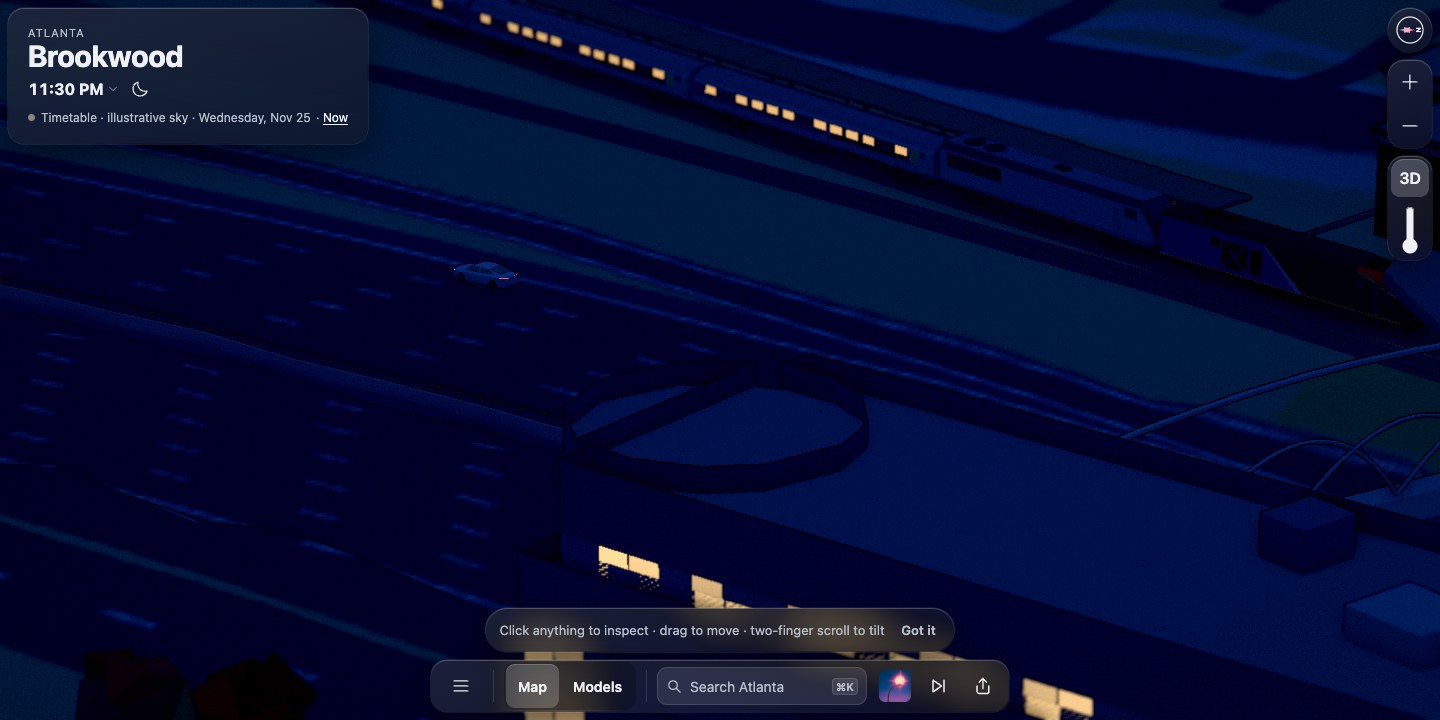 ATLANTA
Brookwood
11:30 PM
Timetable · illustrative sky · Wednesday, Nov 25 · Now
N
+
−
3D
Click anything to inspect · drag to move · two-finger scroll to tilt Got it
Map Models Search Atlanta ⌘K